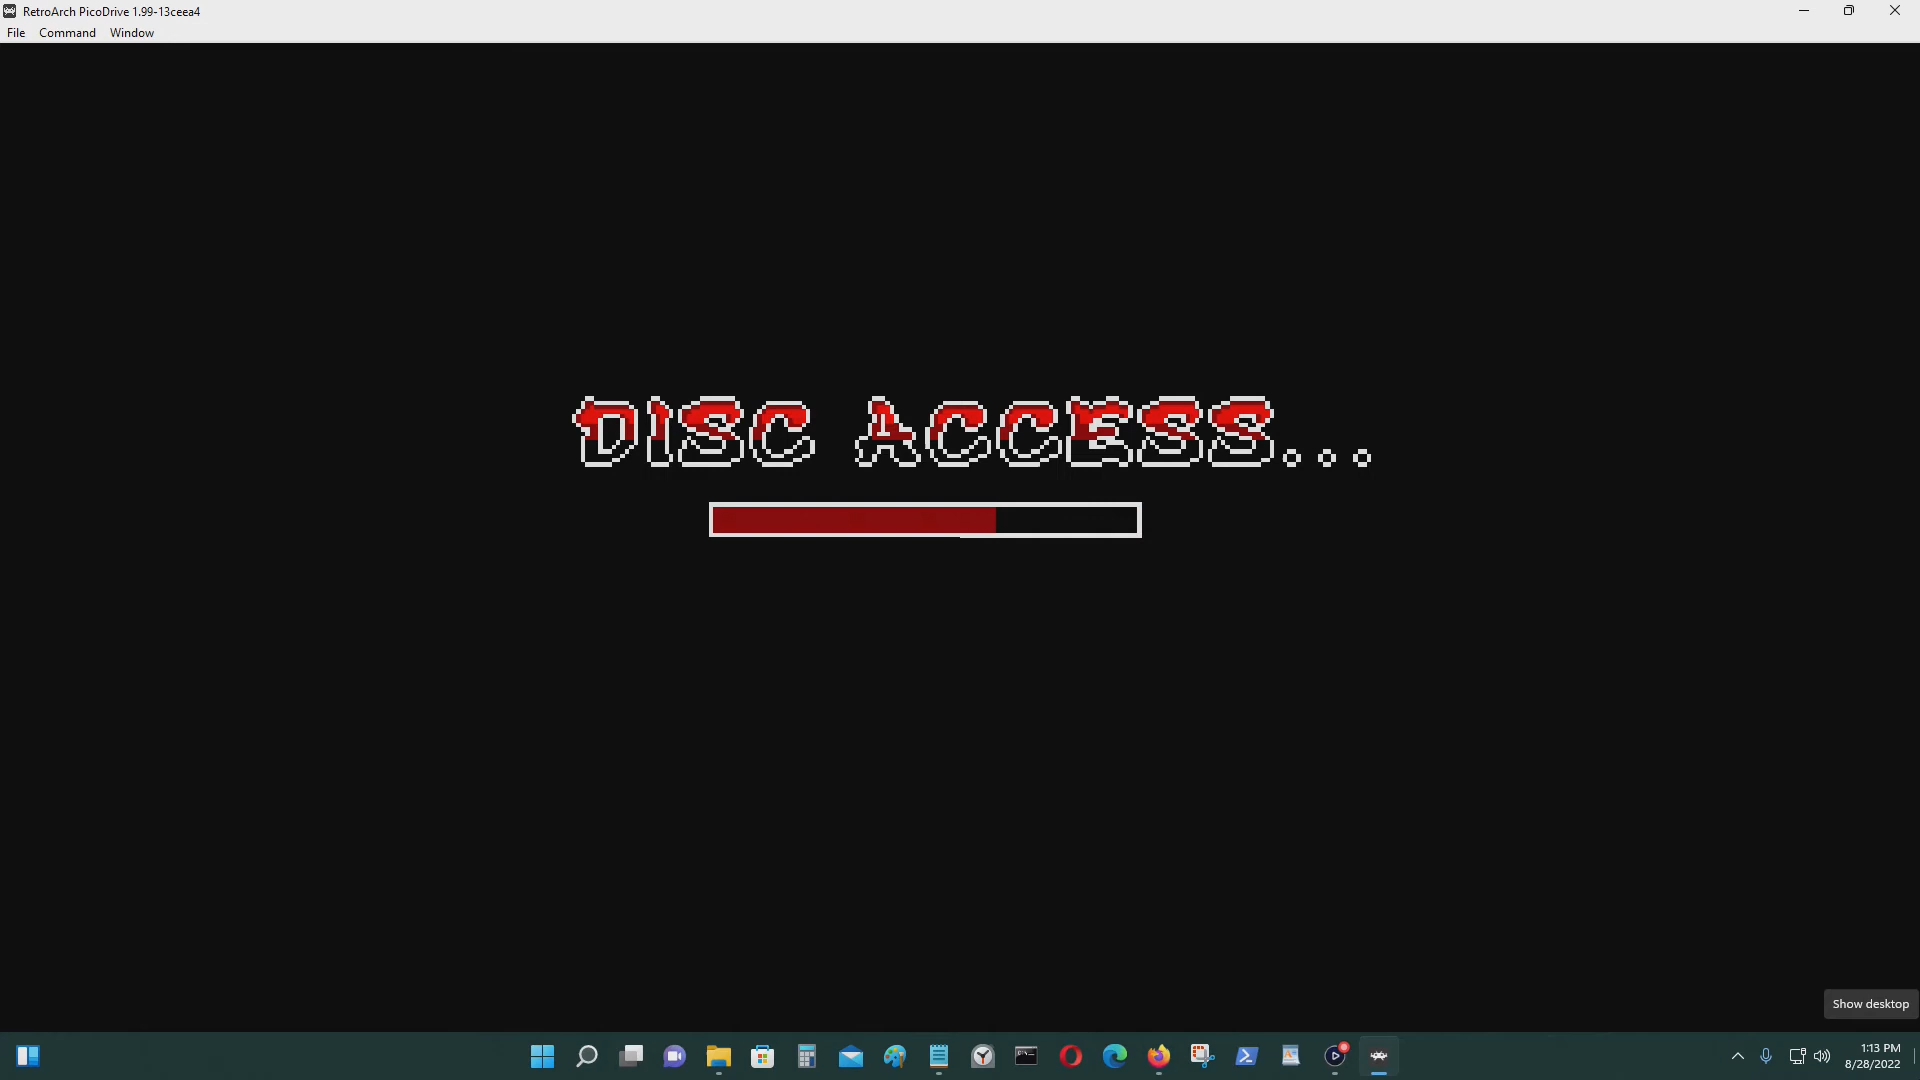 RetroArch PicoDrive 1.99-13ceea4
File Command Window
DISC ACCESS...
Show desktop
1:13 PM
8/28/2022